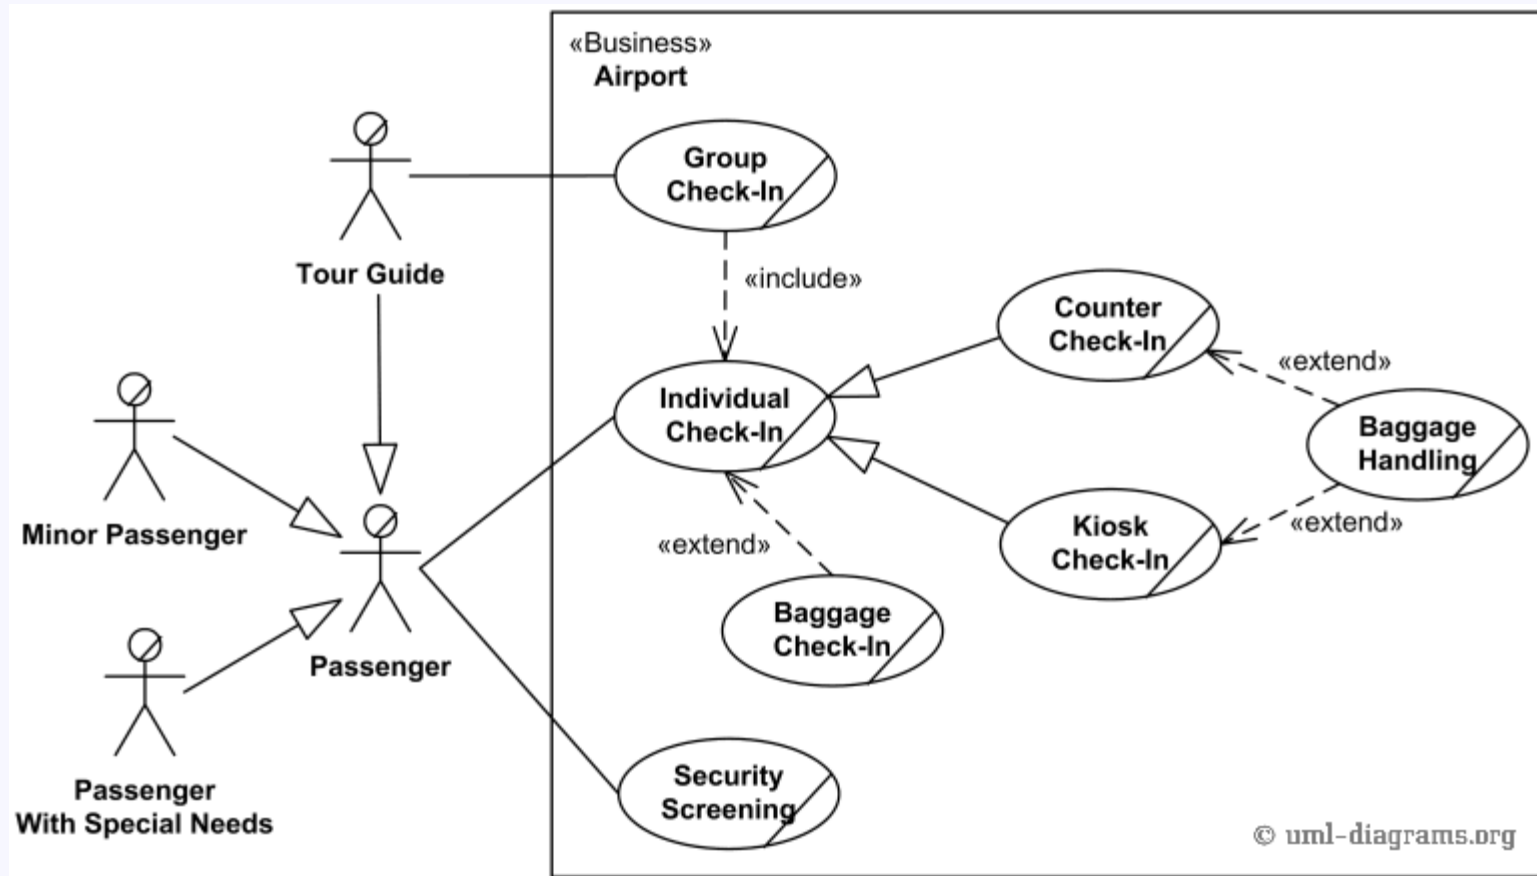 «Business»
Airport
Group
Check-In
Tour Guide
«include»
Counter
Check-In
«extend»
Individual
Check-In
Baggage
Handling
Minor Passenger
«extend»
Kiosk
Check-In
«extend»
Baggage
Check-In
Passenger
Security
Screening
Passenger
With Special Needs
© uml-diagrams.org